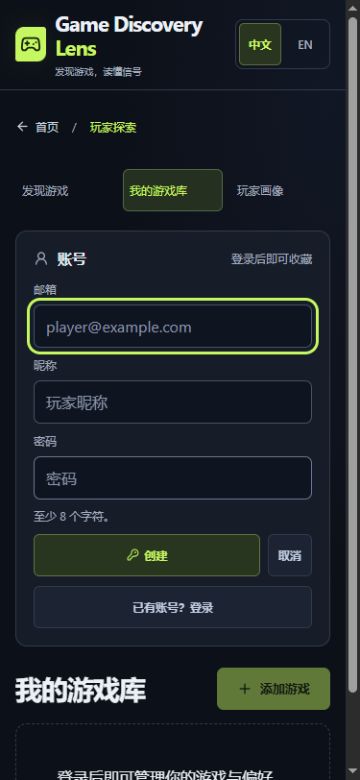 Game Discovery
Lens
发现游戏，读懂信号
中文
EN
首页 / 玩家探索
发现游戏
我的游戏库
玩家画像
账号
登录后即可收藏
邮箱
player@example.com
昵称
玩家昵称
密码
密码
至少 8 个字符。
创建
取消
已有账号？登录
我的游戏库
添加游戏
登录后即可管理你的游戏与偏好